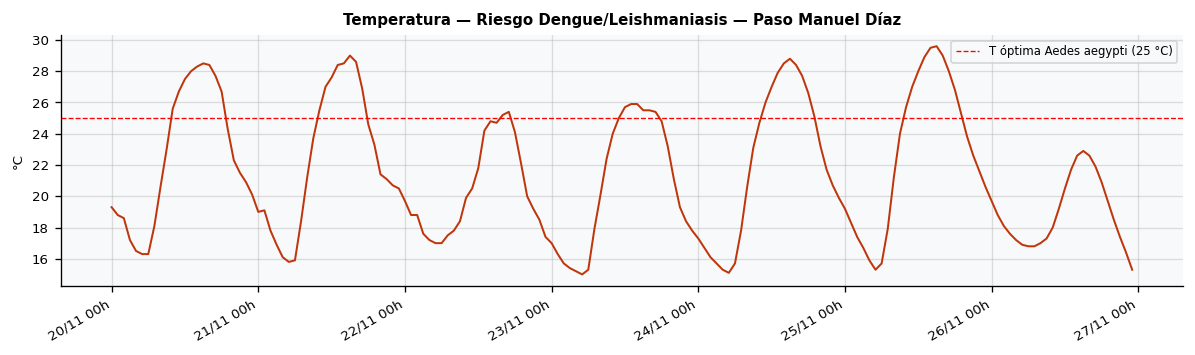 Temperatura — Riesgo Dengue/Leishmaniasis — Paso Manuel Díaz
T óptima Aedes aegypti (25 °C)
°C
30
28
26
24
22
20
18
16
20/11 00h
21/11 00h
22/11 00h
23/11 00h
24/11 00h
25/11 00h
26/11 00h
27/11 00h